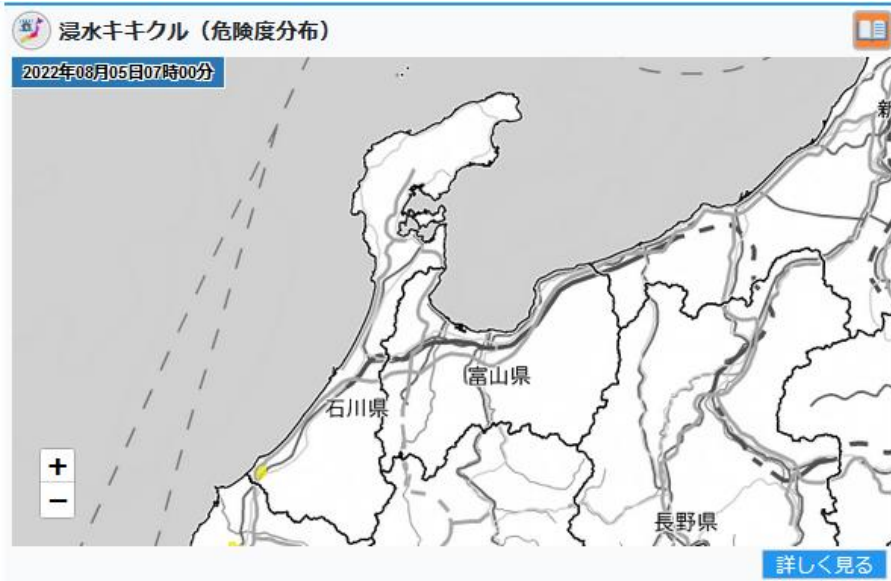 浸水キキクル（危険度分布）
2022年08月05日07時00分
新
富山県
石川県
+
−
長野県
詳しく見る